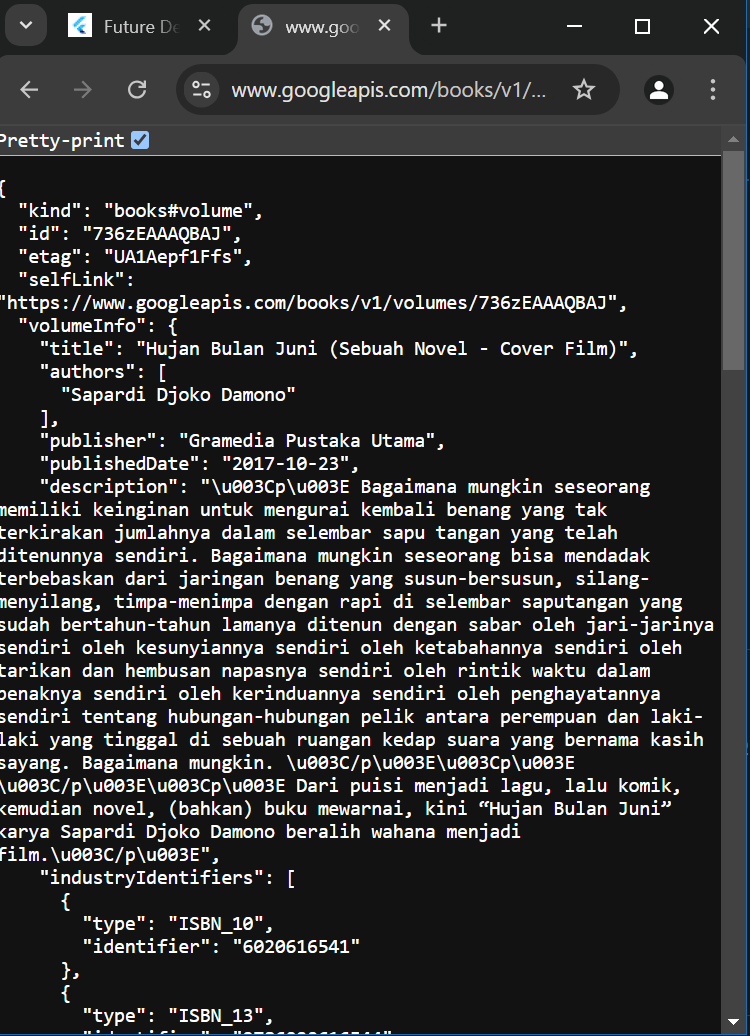 Future De
www.goo
www.googleapis.com/books/v1/...
Pretty-print
{
"kind": "books#volume",
"id": "736zEAAAQBAJ",
"etag": "UA1Aepf1Ffs",
"selfLink":
"https://www.googleapis.com/books/v1/volumes/736zEAAAQBAJ",
"volumeInfo": {
"title": "Hujan Bulan Juni (Sebuah Novel - Cover Film)",
"authors": [
"Sapardi Djoko Damono"
],
"publisher": "Gramedia Pustaka Utama",
"publishedDate": "2017-10-23",
"description": "\u003Cp\u003E Bagaimana mungkin seseorang
memiliki keinginan untuk mengurai kembali benang yang tak
terkirakan jumlahnya dalam selembar sapu tangan yang telah
ditenunnya sendiri. Bagaimana mungkin seseorang bisa mendadak
terbebaskan dari jaringan benang yang susun-bersusun, silang-
menyilang, timpa-menimpa dengan rapi di selembar saputangan yang
sudah bertahun-tahun lamanya ditenun dengan sabar oleh jari-jarinya
sendiri oleh kesunyiannya sendiri oleh ketabahannya sendiri oleh
tarikan dan hembusan napasnya sendiri oleh rintik waktu dalam
benaknya sendiri oleh kerinduannya sendiri oleh penghayatannya
sendiri tentang hubungan-hubungan pelik antara perempuan dan laki-
laki yang tinggal di sebuah ruangan kedap suara yang bernama kasih
sayang. Bagaimana mungkin. \u003C/p\u003E\u003Cp\u003E
\u003C/p\u003E\u003Cp\u003E Dari puisi menjadi lagu, lalu komik,
kemudian novel, (bahkan) buku mewarnai, kini “Hujan Bulan Juni”
karya Sapardi Djoko Damono beralih wahana menjadi
film.\u003C/p\u003E",
"industryIdentifiers": [
{
"type": "ISBN_10",
"identifier": "6020616541"
},
{
"type": "ISBN_13",